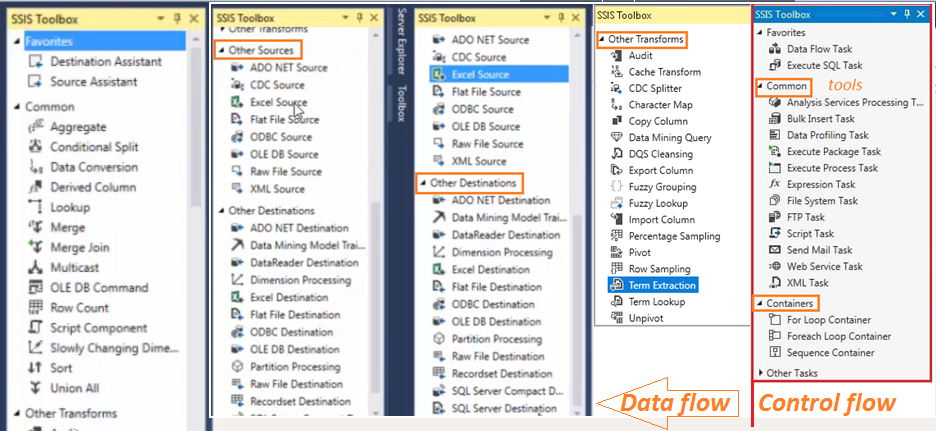 SSIS Toolbox
Favorites
Destination Assistant
Source Assistant
Common
Aggregate
Conditional Split
Data Conversion
Derived Column
Lookup
Merge
Merge Join
Multicast
OLE DB Command
Row Count
Script Component
Slowly Changing Dime...
Sort
Union All
Other Transforms
SSIS Toolbox
Other Transforms
Other Sources
ADO NET Source
CDC Source
Excel Source
Flat File Source
ODBC Source
OLE DB Source
Raw File Source
XML Source
Other Destinations
ADO NET Destination
Data Mining Model Trai...
DataReader Destination
Dimension Processing
Excel Destination
Flat File Destination
ODBC Destination
OLE DB Destination
Partition Processing
Raw File Destination
Recordset Destination
SQL Server Compact D...
Server Explorer
Toolbox
SSIS Toolbox
ADO NET Source
CDC Source
Excel Source
Flat File Source
ODBC Source
OLE DB Source
Raw File Source
XML Source
Other Destinations
ADO NET Destination
Data Mining Model Trai...
DataReader Destination
Dimension Processing
Excel Destination
Flat File Destination
ODBC Destination
OLE DB Destination
Partition Processing
Raw File Destination
Recordset Destination
SQL Server Compact D...
SQL Server Destination
SSIS Toolbox
Other Transforms
Audit
Cache Transform
CDC Splitter
Character Map
Copy Column
Data Mining Query
DQS Cleansing
Export Column
Fuzzy Grouping
Fuzzy Lookup
Import Column
Percentage Sampling
Pivot
Row Sampling
Term Extraction
Term Lookup
Unpivot
Data flow
SSIS Toolbox
Favorites
Data Flow Task
Execute SQL Task
Common
tools
Analysis Services Processing T...
Bulk Insert Task
Data Profiling Task
Execute Package Task
Execute Process Task
Expression Task
File System Task
FTP Task
Script Task
Send Mail Task
Web Service Task
XML Task
Containers
For Loop Container
Foreach Loop Container
Sequence Container
Other Tasks
Control flow